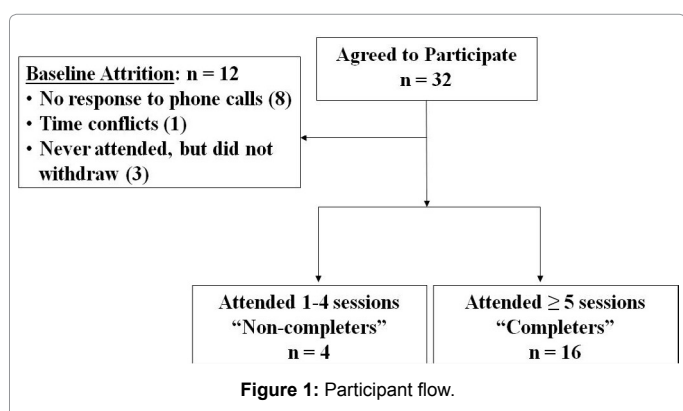 Agreed to Participate
n = 32
Baseline Attrition: n = 12
• No response to phone calls (8)
• Time conflicts (1)
• Never attended, but did not
withdraw (3)
Attended 1-4 sessions
“Non-completers”
n = 4
Attended ≥ 5 sessions
“Completers”
n = 16
Figure 1: Participant flow.